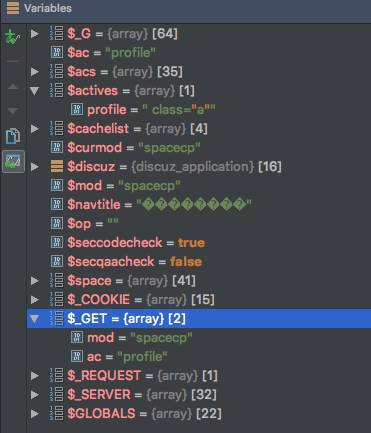 Variables
$_G = {array} [64]
$ac = "profile"
$acs = {array} [35]
$actives = {array} [1]
profile = " class="a""
$cachelist = {array} [4]
$curmod = "spacecp"
$discuz = {discuz_application} [16]
$mod = "spacecp"
$navtitle = "��������"
$op = ""
$seccodecheck = true
$secqaacheck = false
$space = {array} [41]
$_COOKIE = {array} [15]
$_GET = {array} [2]
mod = "spacecp"
ac = "profile"
$_REQUEST = {array} [1]
$_SERVER = {array} [32]
$GLOBALS = {array} [22]